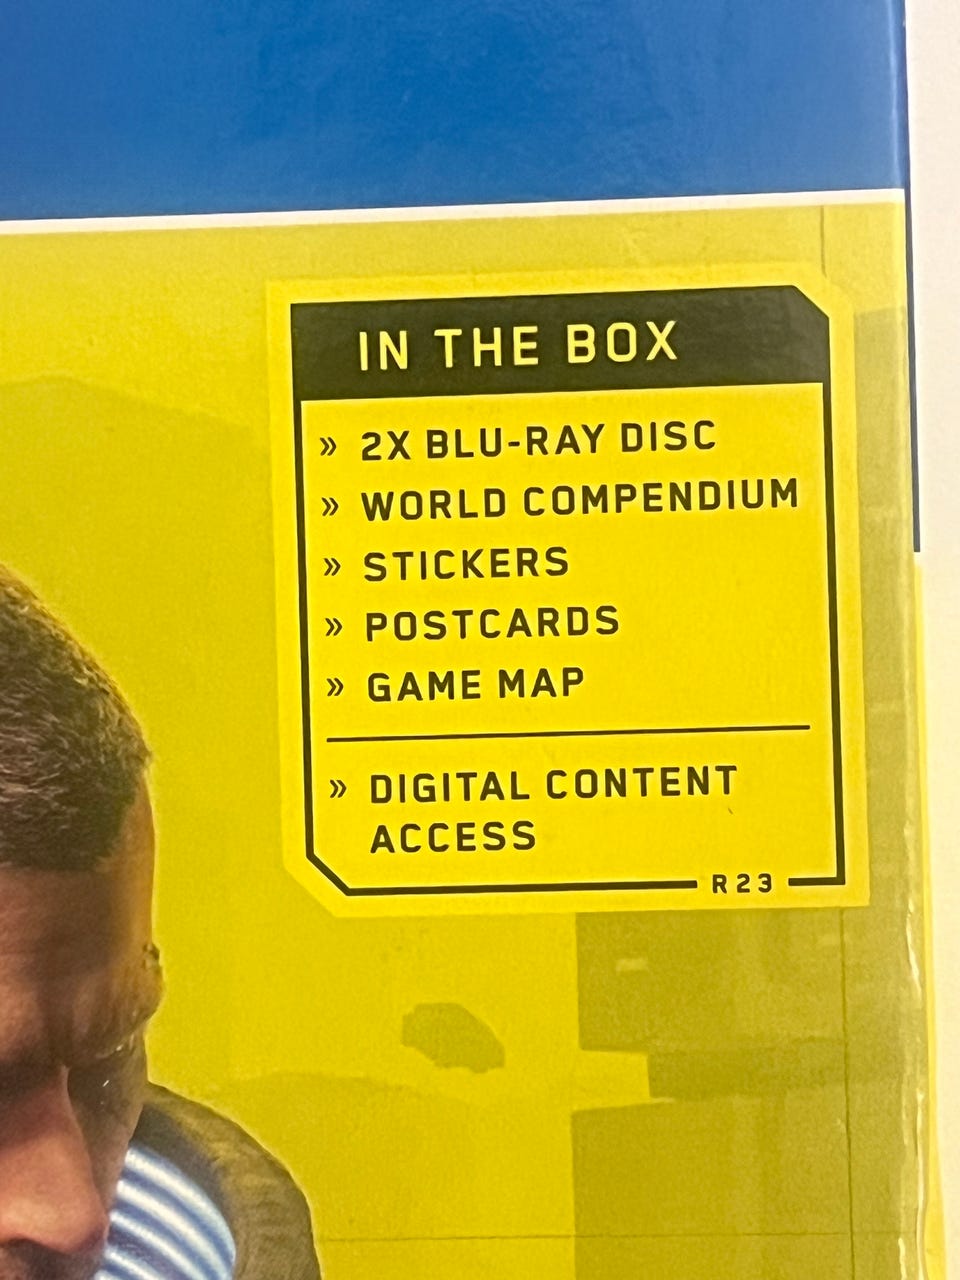 IN THE BOX
» 2X BLU-RAY DISC
» WORLD COMPENDIUM
» STICKERS
» POSTCARDS
» GAME MAP
» DIGITAL CONTENT
ACCESS
R23